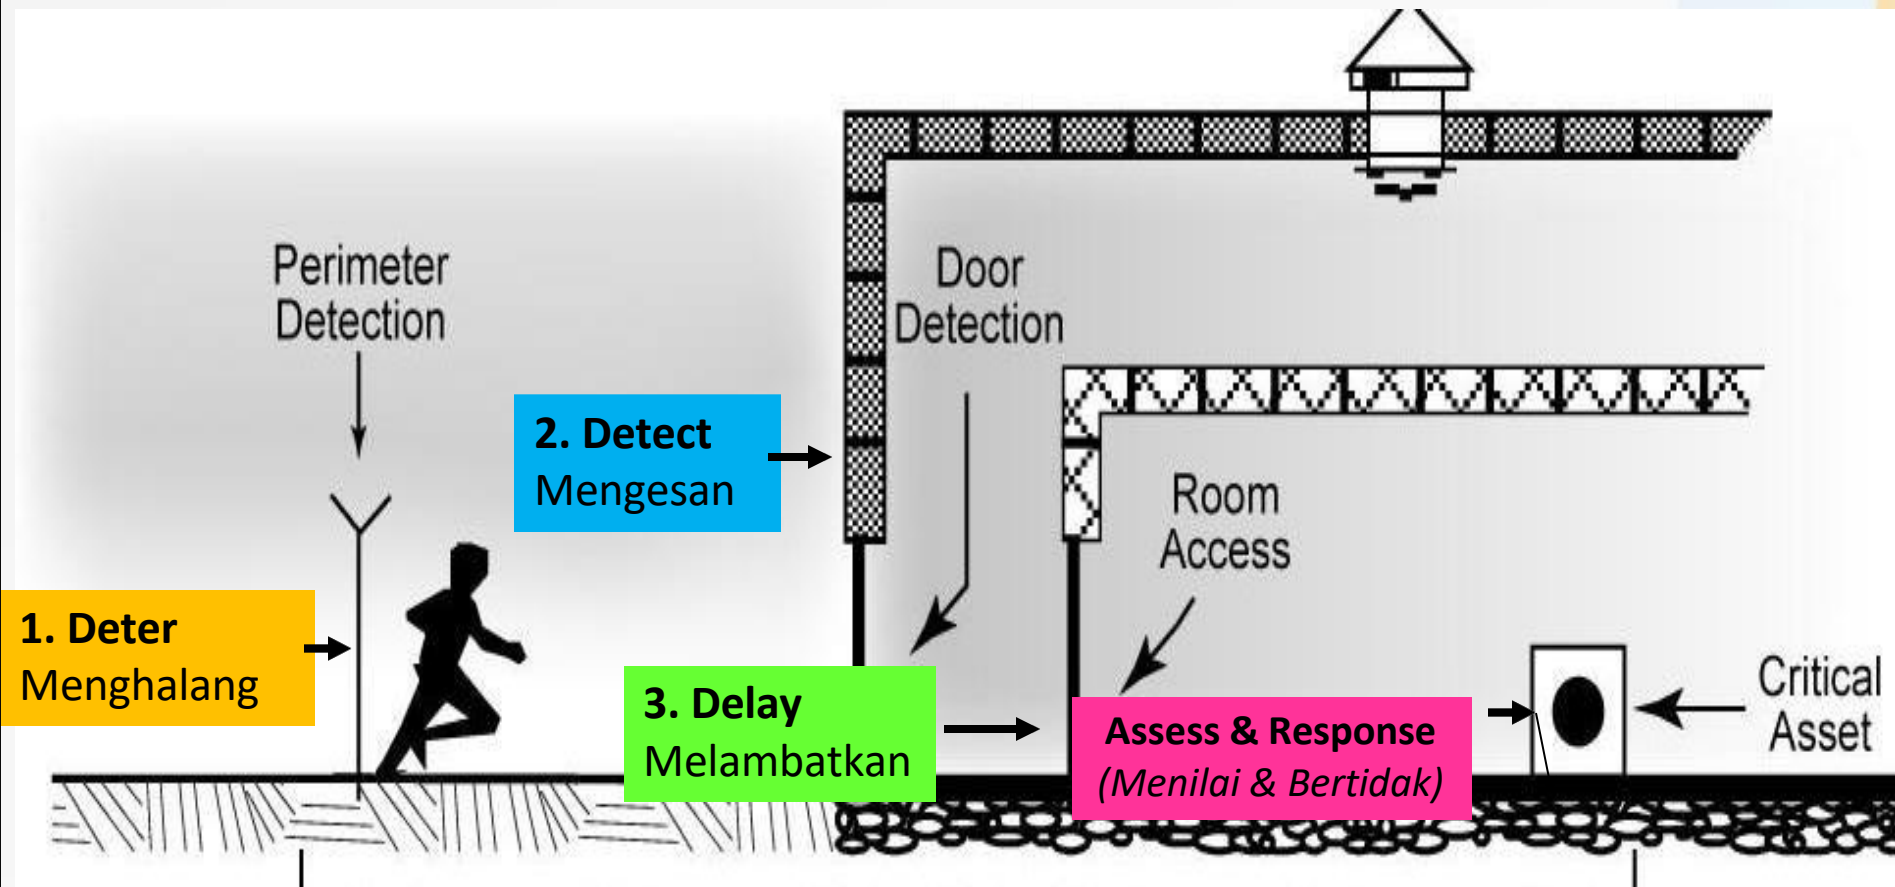 Perimeter
Detection
Door
Detection
2. Detect
Mengesan
Room
Access
1. Deter
Menghalang
3. Delay
Melambatkan
Assess & Response
(Menilai & Bertidak)
Critical
Asset